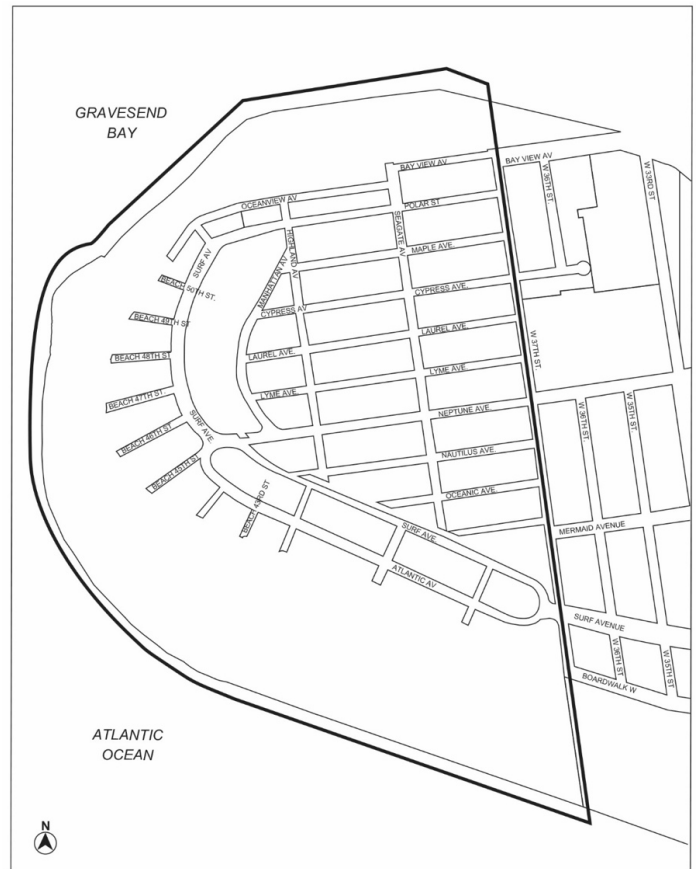 GRAVESEND
BAY
BAY VIEW AV
BAY VIEW AV
W 36TH ST.
W 33RD ST
OCEANVIEW AV
POLAR ST
SEAGATE AV
HIGHLAND AV
MAPLE AVE.
SURF AV
MANHATTAN AV
BEACH 50TH ST.
CYPRESS AVE.
CYPRESS AV
BEACH 49TH ST
LAUREL AVE.
W 37TH ST.
BEACH 48TH ST
LAUREL AVE.
LYME AVE.
BEACH 47TH ST.
LYME AVE.
NEPTUNE AVE.
W 36TH ST.
W 35TH ST.
SURF AVE.
BEACH 46TH ST
NAUTILUS AVE.
BEACH 45TH ST
OCEANIC AVE.
BEACH 43RD ST
SURF AVE.
MERMAID AVENUE
ATLANTIC AV
SURF AVENUE
W 36TH ST
W 35TH ST
BOARDWALK W
ATLANTIC
OCEAN
N